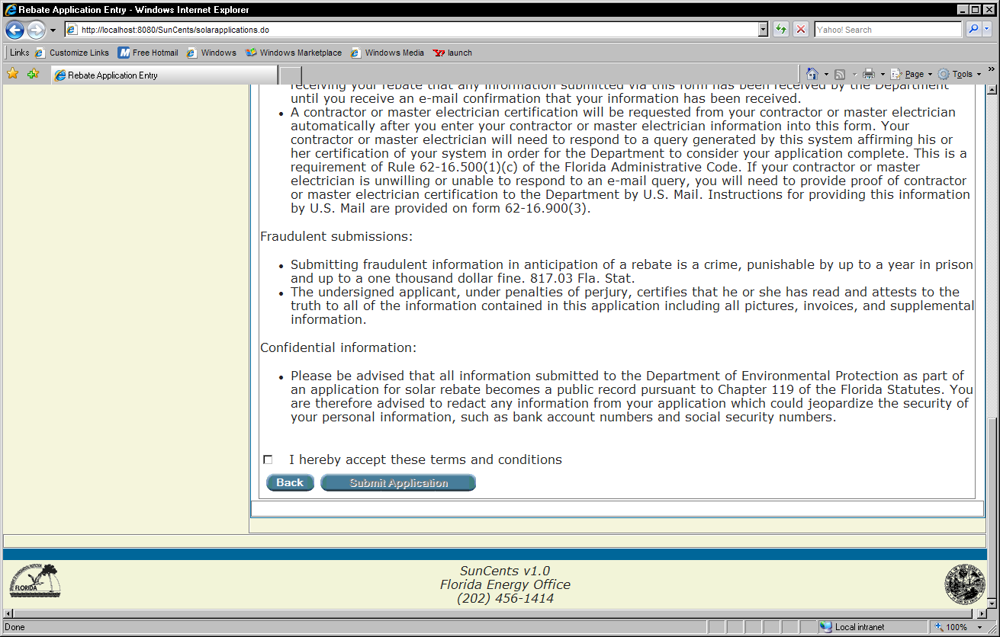 Rebate Application Entry - Windows Internet Explorer
http://localhost:8080/SunCents/solarapplications.do
Yahoo! Search
Links Customize Links Free Hotmail Windows Windows Marketplace Windows Media launch
Rebate Application Entry
Page Tools
receiving your rebate that any information submitted via this form has been received by the Department
until you receive an e-mail confirmation that your information has been received.
• A contractor or master electrician certification will be requested from your contractor or master electrician
automatically after you enter your contractor or master electrician information into this form. Your
contractor or master electrician will need to respond to a query generated by this system affirming his or
her certification of your system in order for the Department to consider your application complete. This is a
requirement of Rule 62-16.500(1)(c) of the Florida Administrative Code. If your contractor or master
electrician is unwilling or unable to respond to an e-mail query, you will need to provide proof of contractor
or master electrician certification to the Department by U.S. Mail. Instructions for providing this information
by U.S. Mail are provided on form 62-16.900(3).
Fraudulent submissions:
• Submitting fraudulent information in anticipation of a rebate is a crime, punishable by up to a year in prison
and up to a one thousand dollar fine. 817.03 Fla. Stat.
• The undersigned applicant, under penalties of perjury, certifies that he or she has read and attests to the
truth to all of the information contained in this application including all pictures, invoices, and supplemental
information.
Confidential information:
• Please be advised that all information submitted to the Department of Environmental Protection as part of
an application for solar rebate becomes a public record pursuant to Chapter 119 of the Florida Statutes. You
are therefore advised to redact any information from your application which could jeopardize the security of
your personal information, such as bank account numbers and social security numbers.
I hereby accept these terms and conditions
Back Submit Application
FLORIDA
SunCents v1.0
Florida Energy Office
(202) 456-1414
Done
Local intranet
100%